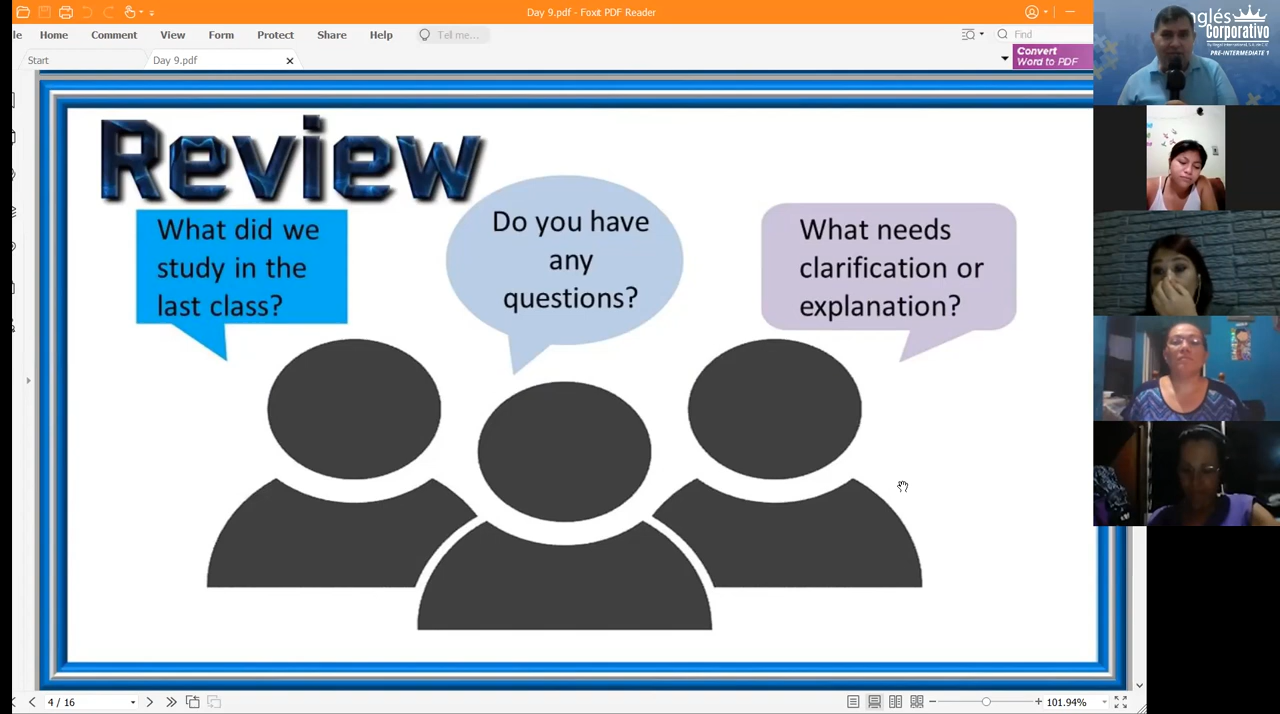 Day 9.pdf - Foxit PDF Reader
le Home Comment View Form Protect Share Help Tell me... Find
Start Day 9.pdf
Convert
Word to PDF
Review
What did we
study in the
last class?
Do you have
any
questions?
What needs
clarification or
explanation?
4 / 16
101.94%
Inglés
Corporativo
PRE-INTERMEDIATE 1